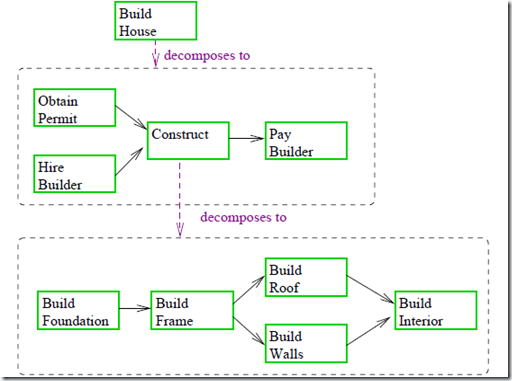 Build
House
decomposes to
Obtain
Permit
Construct
Pay
Builder
Hire
Builder
decomposes to
Build
Roof
Build
Foundation
Build
Frame
Build
Interior
Build
Walls